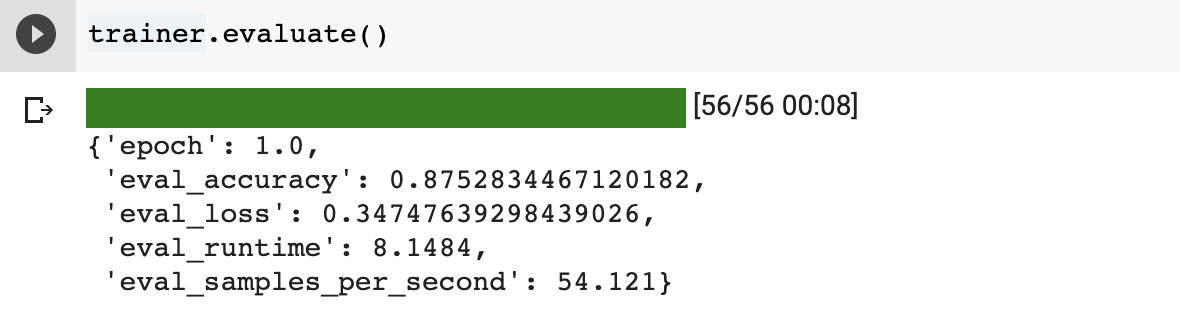 trainer.evaluate()
[56/56 00:08]
{'epoch': 1.0,
 'eval_accuracy': 0.8752834467120182,
 'eval_loss': 0.34747639298439026,
 'eval_runtime': 8.1484,
 'eval_samples_per_second': 54.121}